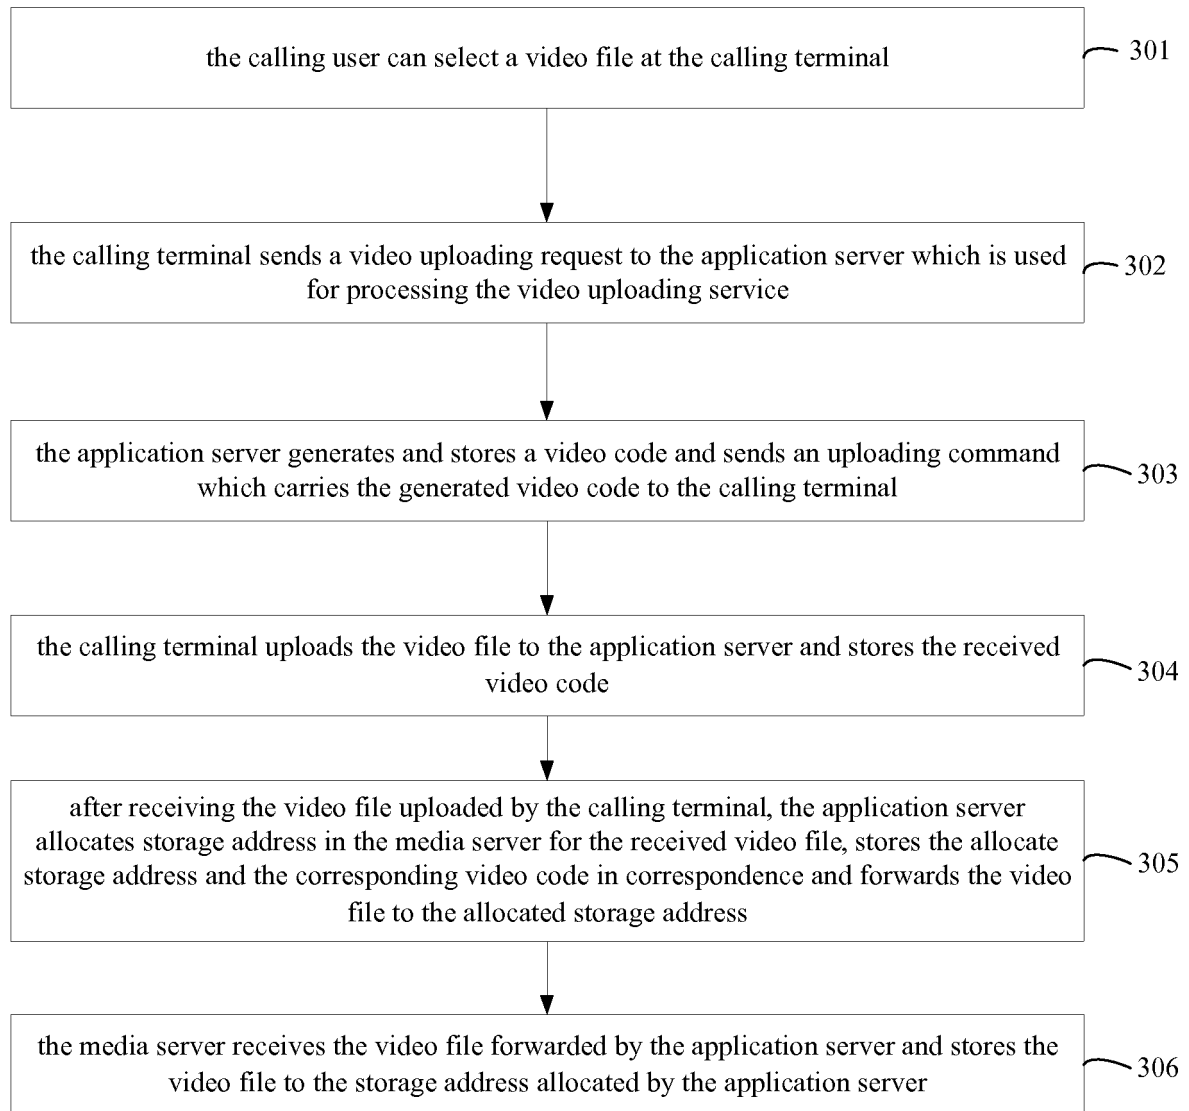 the calling user can select a video file at the calling terminal
301
the calling terminal sends a video uploading request to the application server which is used
for processing the video uploading service
302
the application server generates and stores a video code and sends an uploading command
which carries the generated video code to the calling terminal
303
the calling terminal uploads the video file to the application server and stores the received
video code
304
after receiving the video file uploaded by the calling terminal, the application server
allocates storage address in the media server for the received video file, stores the allocate
storage address and the corresponding video code in correspondence and forwards the video
file to the allocated storage address
305
the media server receives the video file forwarded by the application server and stores the
video file to the storage address allocated by the application server
306